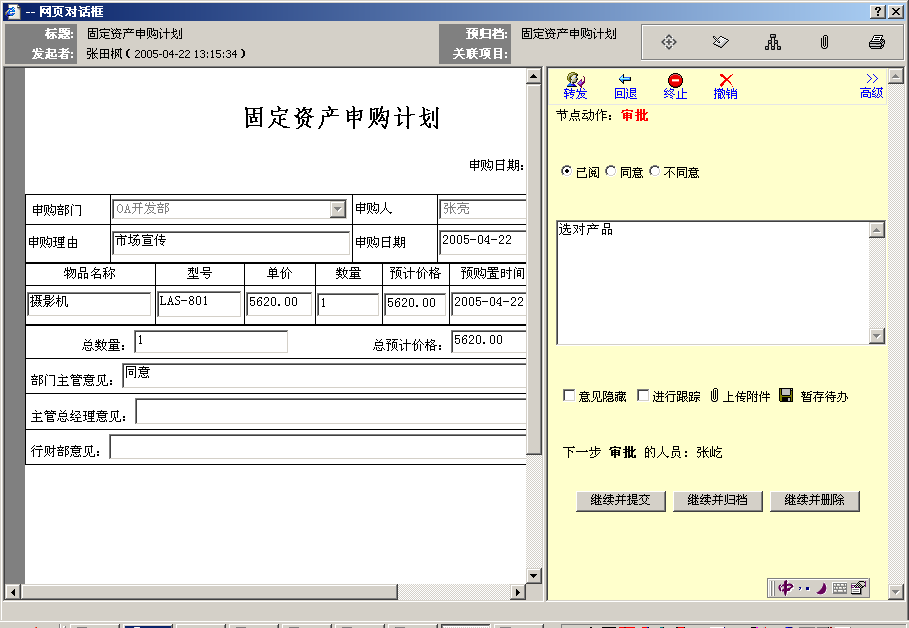 -- 网页对话框
标题: 固定资产申购计划
预归档: 固定资产申购计划
发起者: 张田枫 ( 2005-04-22 13:15:34 )
关联项目:
固定资产申购计划
申购日期:
申购部门 OA开发部 申购人 张亮
申购理由 市场宣传 申购日期 2005-04-22
物品名称 型号 单价 数量 预计价格 预购置时间
摄影机 LAS-801 5620.00 1 5620.00 2005-04-22
总数量: 1 总预计价格: 5620.00
部门主管意见: 同意
主管总经理意见:
行财部意见:
转发 回退 终止 撤销 高级
节点动作: 审批
已阅 同意 不同意
选对产品
意见隐藏 进行跟踪 上传附件 暂存待办
下一步 审批 的人员: 张屹
继续并提交 继续并归档 继续并删除
中